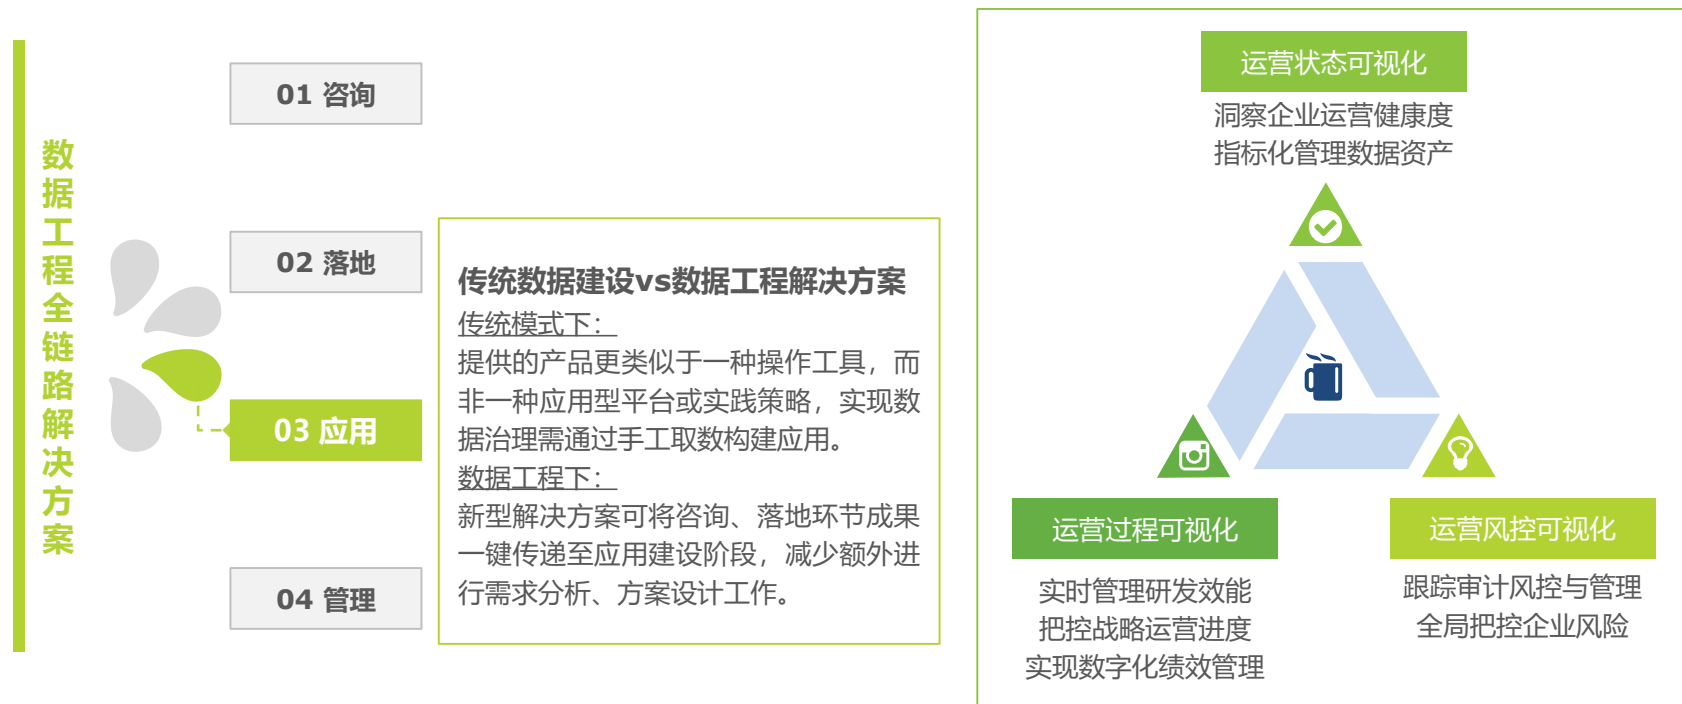 数据工程全链路解决方案
01 咨询
02 落地
03 应用
04 管理
传统数据建设vs数据工程解决方案
传统模式下：
提供的产品更类似于一种操作工具，而
非一种应用型平台或实践策略，实现数
据治理需通过手工取数构建应用。
数据工程下：
新型解决方案可将咨询、落地环节成果
一键传递至应用建设阶段，减少额外进
行需求分析、方案设计工作。
运营状态可视化
洞察企业运营健康度
指标化管理数据资产
运营过程可视化
实时管理研发效能
把控战略运营进度
实现数字化绩效管理
运营风控可视化
跟踪审计风控与管理
全局把控企业风险